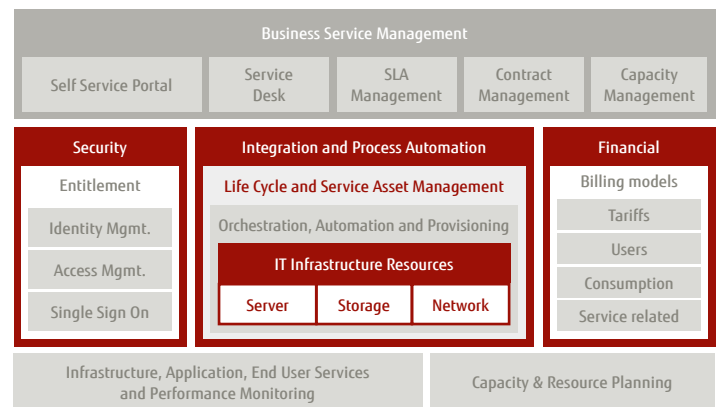 Business Service Management
Self Service Portal
Service
Desk
SLA
Management
Contract
Management
Capacity
Management
Security
Entitlement
Identity Mgmt.
Access Mgmt.
Single Sign On
Integration and Process Automation
Life Cycle and Service Asset Management
Orchestration, Automation and Provisioning
IT Infrastructure Resources
Server
Storage
Network
Financial
Billing models
Tariffs
Users
Consumption
Service related
Infrastructure, Application, End User Services
and Performance Monitoring
Capacity & Resource Planning